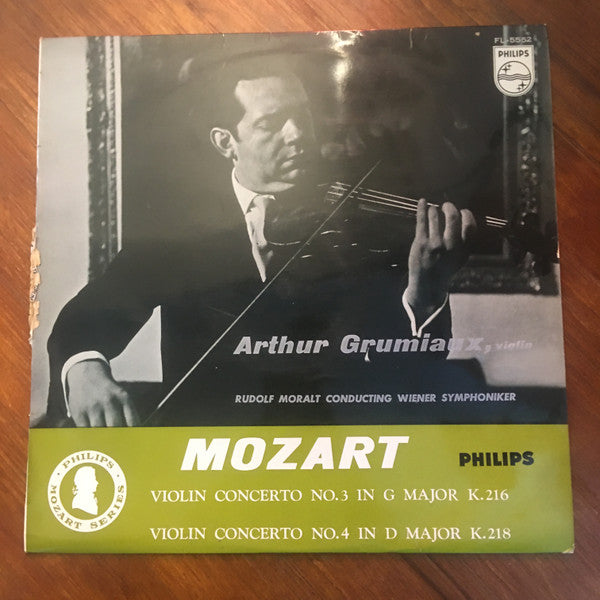 FL-5552
PHILIPS
Arthur Grumiaux, violin
RUDOLF MORALT CONDUCTING WIENER SYMPHONIKER
MOZART
PHILIPS
PHILIPS
MOZART SERIES
VIOLIN CONCERTO NO.3 IN G MAJOR K.216
VIOLIN CONCERTO NO.4 IN D MAJOR K.218